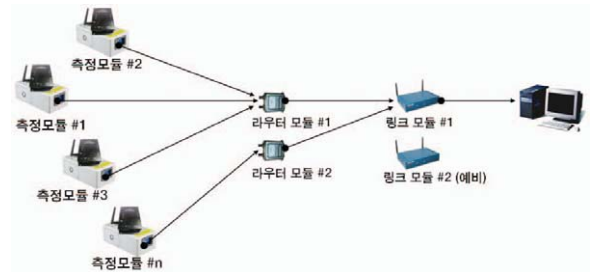 측정모듈 #2
측정모듈 #1
라우터 모듈 #1
링크 모듈 #1
측정모듈 #3
라우터 모듈 #2
링크 모듈 #2 (예비)
측정모듈 #n